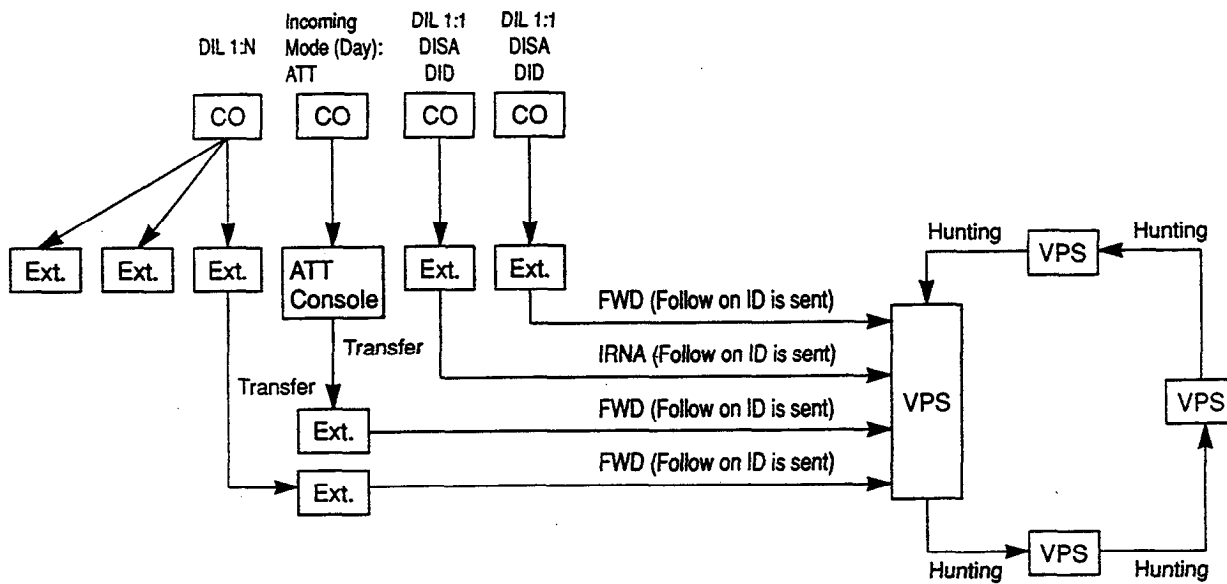 DIL 1:N
Incoming
Mode (Day):
ATT
DIL 1:1
DISA
DID
DIL 1:1
DISA
DID
CO
CO
CO
CO
Ext.
Ext.
Ext.
ATT
Console
Ext.
Ext.
Hunting
VPS
Hunting
FWD (Follow on ID is sent)
Transfer
IRNA (Follow on ID is sent)
Transfer
VPS
VPS
Ext.
FWD (Follow on ID is sent)
Ext.
FWD (Follow on ID is sent)
Hunting
VPS
Hunting